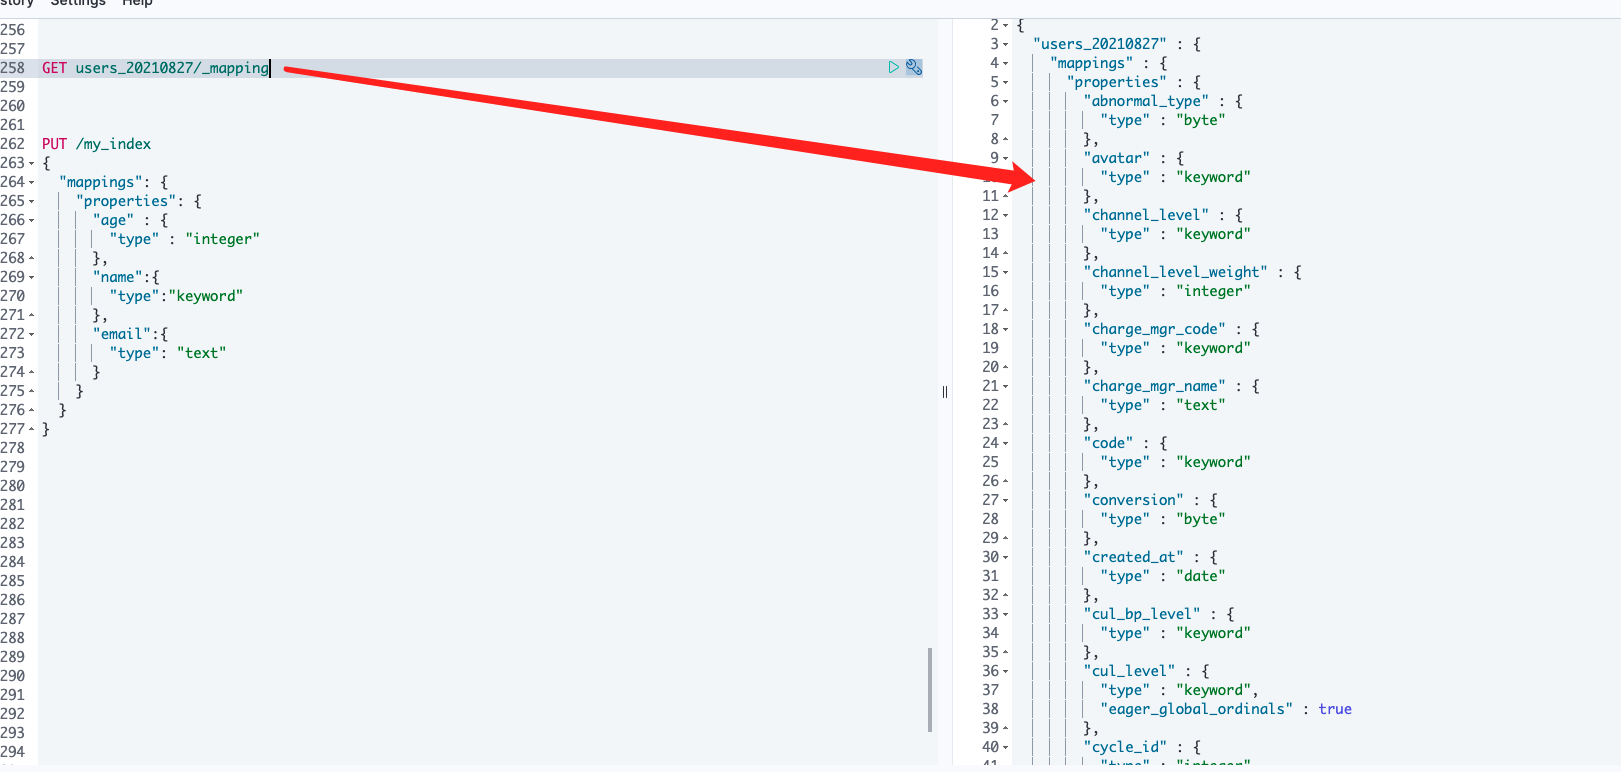 story Settings Help
256
257
258 GET users_20210827/_mapping
259
260
261
262 PUT /my_index
263 {
264 "mappings": {
265 "properties": {
266 "age" : {
267 "type" : "integer"
268 },
269 "name":{
270 "type":"keyword"
271 },
272 "email":{
273 "type": "text"
274 }
275 }
276 }
277 }
278
279
280
281
282
283
284
285
286
287
288
289
290
291
292
293
294
2 {
3 "users_20210827" : {
4 "mappings" : {
5 "properties" : {
6 "abnormal_type" : {
7 "type" : "byte"
8 },
9 "avatar" : {
"type" : "keyword"
11 },
12 "channel_level" : {
13 "type" : "keyword"
14 },
15 "channel_level_weight" : {
16 "type" : "integer"
17 },
18 "charge_mgr_code" : {
19 "type" : "keyword"
20 },
21 "charge_mgr_name" : {
22 "type" : "text"
23 },
24 "code" : {
25 "type" : "keyword"
26 },
27 "conversion" : {
28 "type" : "byte"
29 },
30 "created_at" : {
31 "type" : "date"
32 },
33 "cul_bp_level" : {
34 "type" : "keyword"
35 },
36 "cul_level" : {
37 "type" : "keyword",
38 "eager_global_ordinals" : true
39 },
40 "cycle_id" : {
41 "type" : "integer"